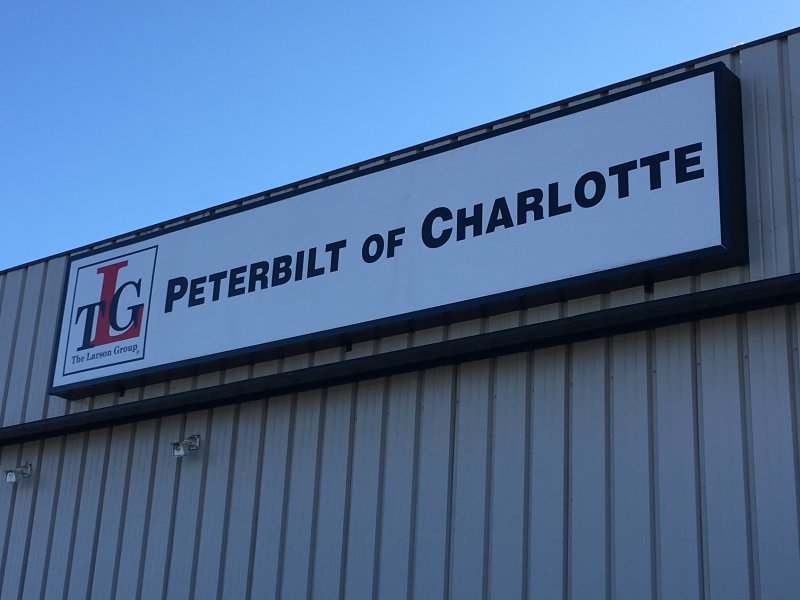 TLG
The Larson Group
PETERBILT OF CHARLOTTE